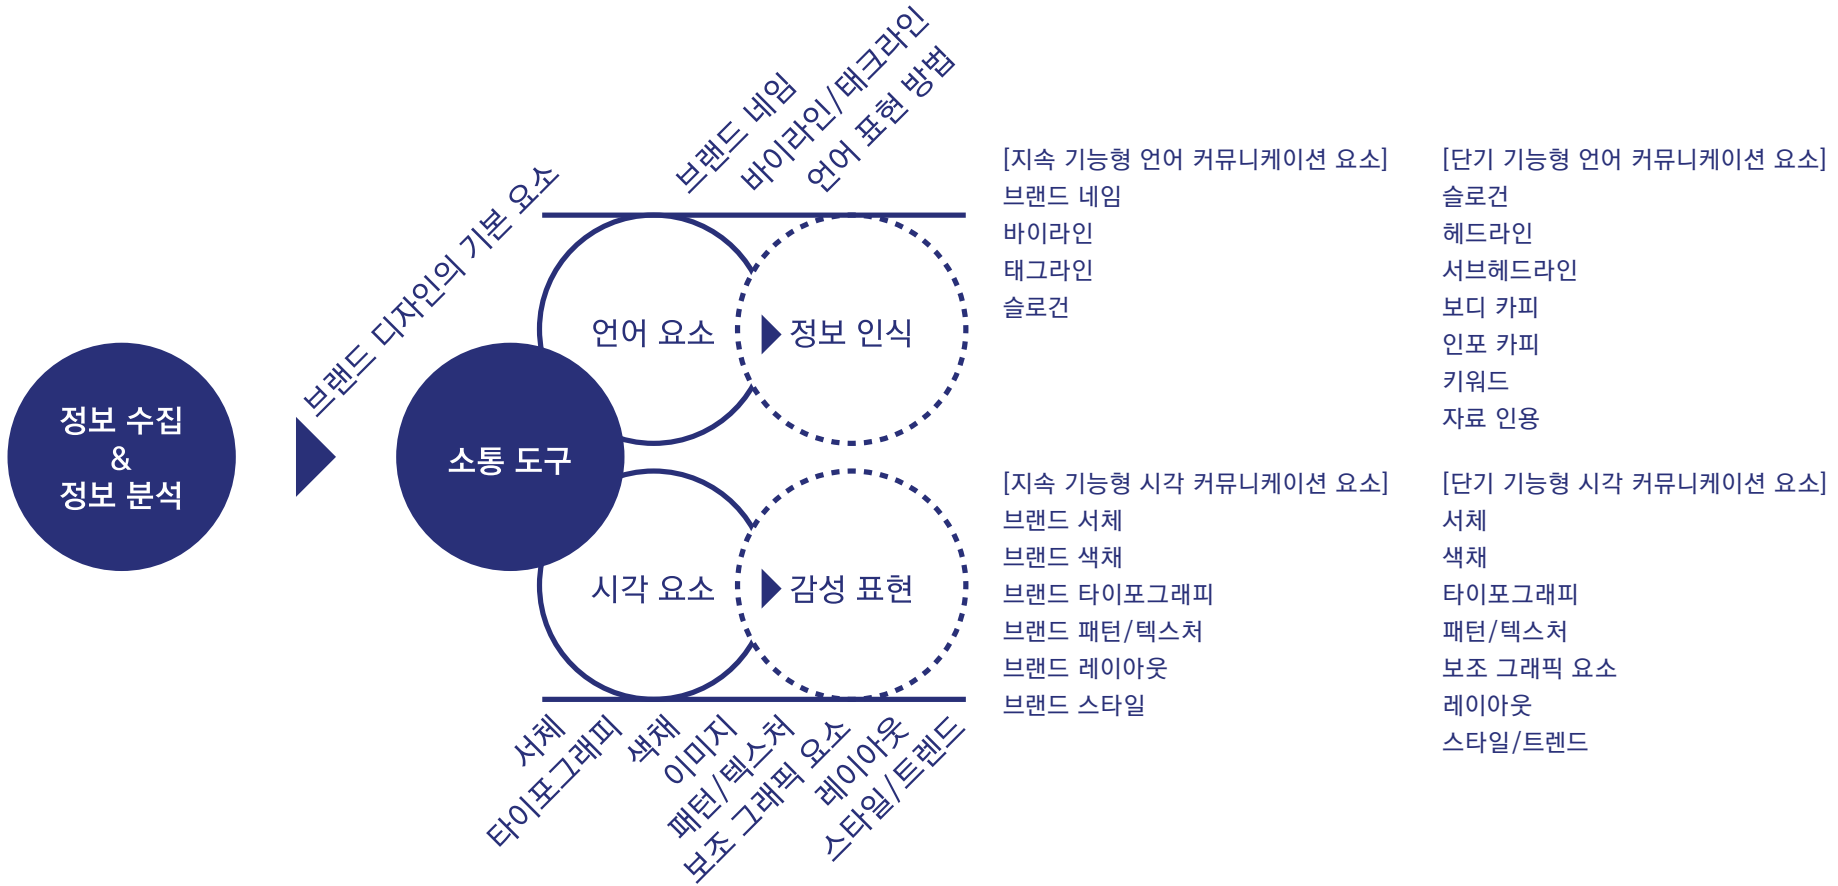 정보 수집
&
정보 분석
브랜드 디자인의 기본 요소
소통 도구
브랜드 네임
바이라인/태크라인
언어 표현 방법
언어 요소
정보 인식
시각 요소
감성 표현
서체
타이포그래피
색채
이미지
패턴/텍스처
보조 그래픽 요소
레이아웃
스타일/트렌드
[지속 기능형 언어 커뮤니케이션 요소]
브랜드 네임
바이라인
태그라인
슬로건
[단기 기능형 언어 커뮤니케이션 요소]
슬로건
헤드라인
서브헤드라인
보디 카피
인포 카피
키워드
자료 인용
[지속 기능형 시각 커뮤니케이션 요소]
브랜드 서체
브랜드 색채
브랜드 타이포그래피
브랜드 패턴/텍스처
브랜드 레이아웃
브랜드 스타일
[단기 기능형 시각 커뮤니케이션 요소]
서체
색채
타이포그래피
패턴/텍스처
보조 그래픽 요소
레이아웃
스타일/트렌드